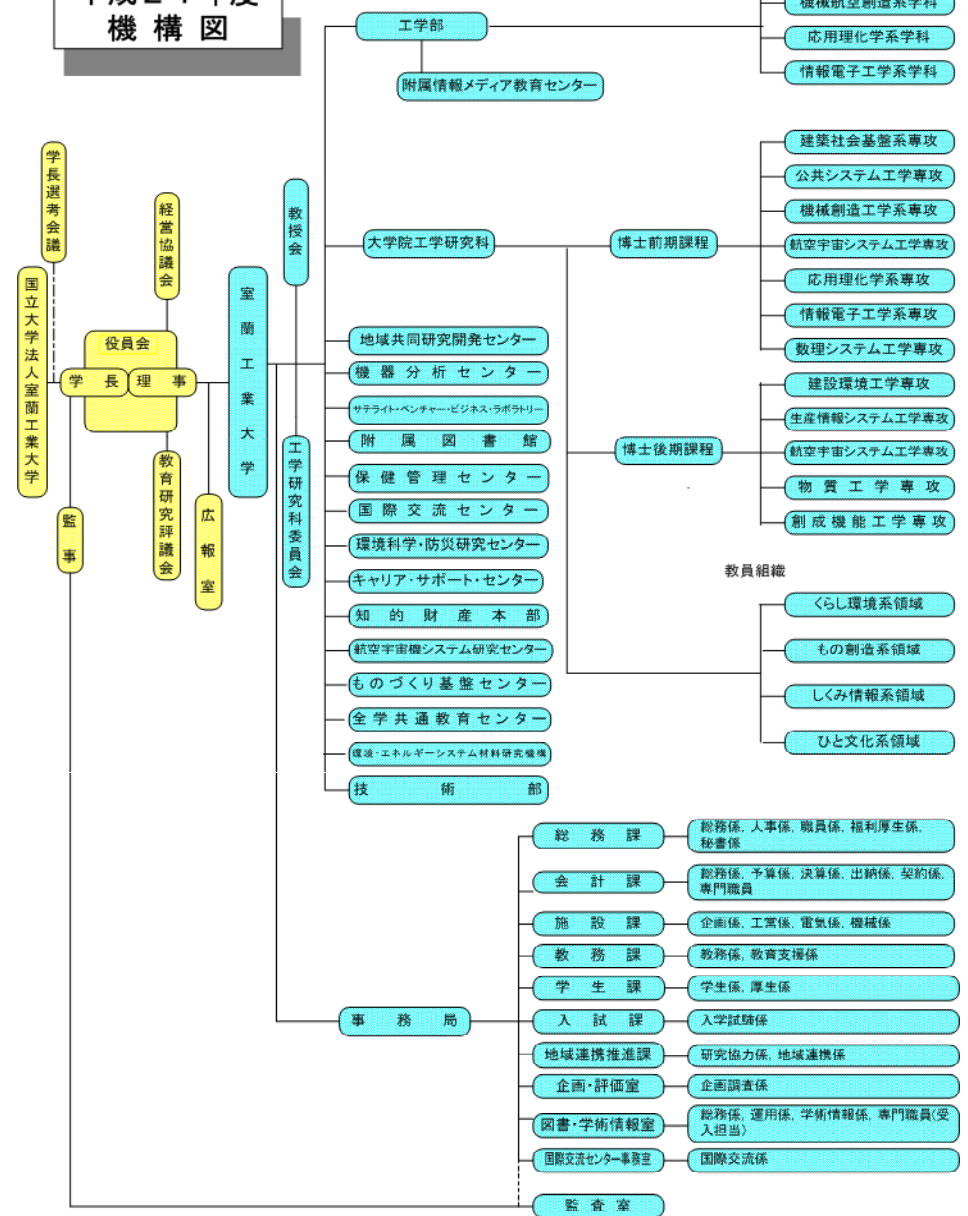 平成21年度
機構図
工学部
附属情報メディア教育センター
機械航空創造系学科
応用理化学系学科
情報電子工学系学科
学長選考会議
国立大学法人室蘭工業大学
経営協議会
役員会
学長
理事
監事
教育研究評議会
広報室
室蘭工業大学
教授会
工学研究科委員会
大学院工学研究科
博士前期課程
建築社会基盤系専攻
公共システム工学専攻
機械創造工学系専攻
航空宇宙システム工学専攻
応用理化学系専攻
情報電子工学系専攻
数理システム工学専攻
博士後期課程
建設環境工学専攻
生産情報システム工学専攻
航空宇宙システム工学専攻
物質工学専攻
創成機能工学専攻
教員組織
くらし環境系領域
もの創造系領域
しくみ情報系領域
ひと文化系領域
地域共同研究開発センター
機器分析センター
サテライト・ベンチャー・ビジネス・ラボラトリー
附属図書館
保健管理センター
国際交流センター
環境科学・防災研究センター
キャリア・サポート・センター
知的財産本部
航空宇宙機システム研究センター
ものづくり基盤センター
全学共通教育センター
環境・エネルギーシステム材料研究機構
技術部
事務局
総務課
総務係, 人事係, 職員係, 福利厚生係,
秘書係
会計課
総務係, 予算係, 決算係, 出納係, 契約係,
専門職員
施設課
企画係, 工営係, 電気係, 機械係
教務課
教務係, 教育支援係
学生課
学生係, 厚生係
入試課
入学試験係
地域連携推進課
研究協力係, 地域連携係
企画・評価室
企画調査係
図書・学術情報室
総務係, 運用係, 学術情報係, 専門職員(受
入担当)
国際交流センター事務室
国際交流係
監査室